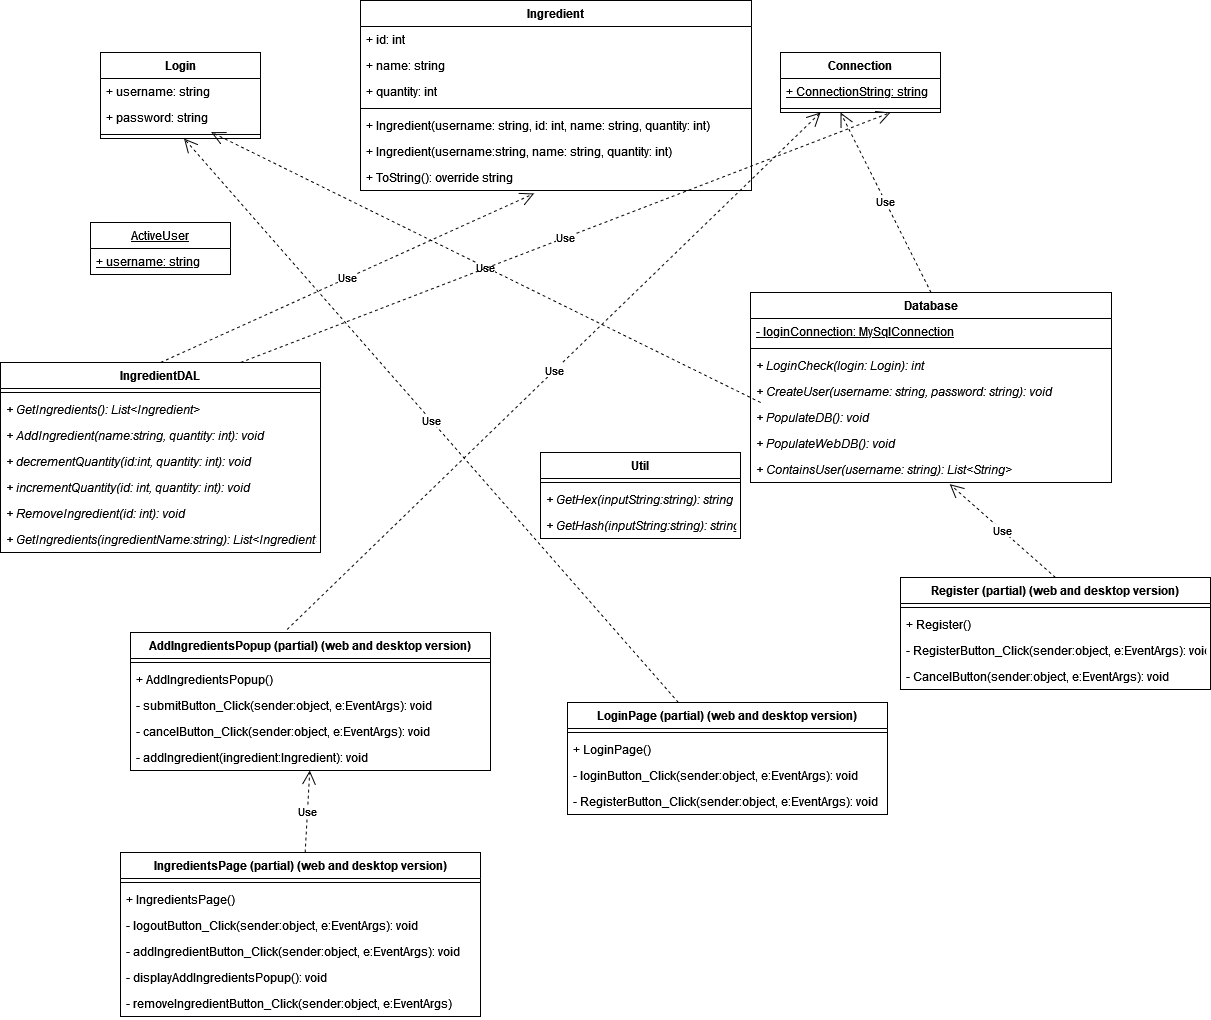 Ingredient
+ id: int
+ name: string
+ quantity: int
+ Ingredient(username: string, id: int, name: string, quantity: int)
+ Ingredient(username:string, name: string, quantity: int)
+ ToString(): override string
Login
+ username: string
+ password: string
Connection
+ ConnectionString: string
ActiveUser
+ username: string
Use
Use
Use
Use
Database
- loginConnection: MySqlConnection
+ LoginCheck(login: Login): int
+ CreateUser(username: string, password: string): void
+ PopulateDB(): void
+ PopulateWebDB(): void
+ ContainsUser(username: string): List<String>
IngredientDAL
+ GetIngredients(): List<Ingredient>
+ AddIngredient(name:string, quantity: int): void
+ decrementQuantity(id:int, quantity: int): void
+ incrementQuantity(id: int, quantity: int): void
+ RemoveIngredient(id: int): void
+ GetIngredients(ingredientName:string): List<Ingredient
Use
Use
Util
+ GetHex(inputString:string): string
+ GetHash(inputString:string): string
Use
Register (partial) (web and desktop version)
+ Register()
- RegisterButton_Click(sender:object, e:EventArgs): void
- CancelButton(sender:object, e:EventArgs): void
AddIngredientsPopup (partial) (web and desktop version)
+ AddIngredientsPopup()
- submitButton_Click(sender:object, e:EventArgs): void
- cancelButton_Click(sender:object, e:EventArgs): void
- addIngredient(ingredient:Ingredient): void
LoginPage (partial) (web and desktop version)
+ LoginPage()
- loginButton_Click(sender:object, e:EventArgs): void
- RegisterButton_Click(sender:object, e:EventArgs): void
Use
IngredientsPage (partial) (web and desktop version)
+ IngredientsPage()
- logoutButton_Click(sender:object, e:EventArgs): void
- addIngredientButton_Click(sender:object, e:EventArgs): void
- displayAddIngredientsPopup(): void
- removeIngredientButton_Click(sender:object, e:EventArgs)